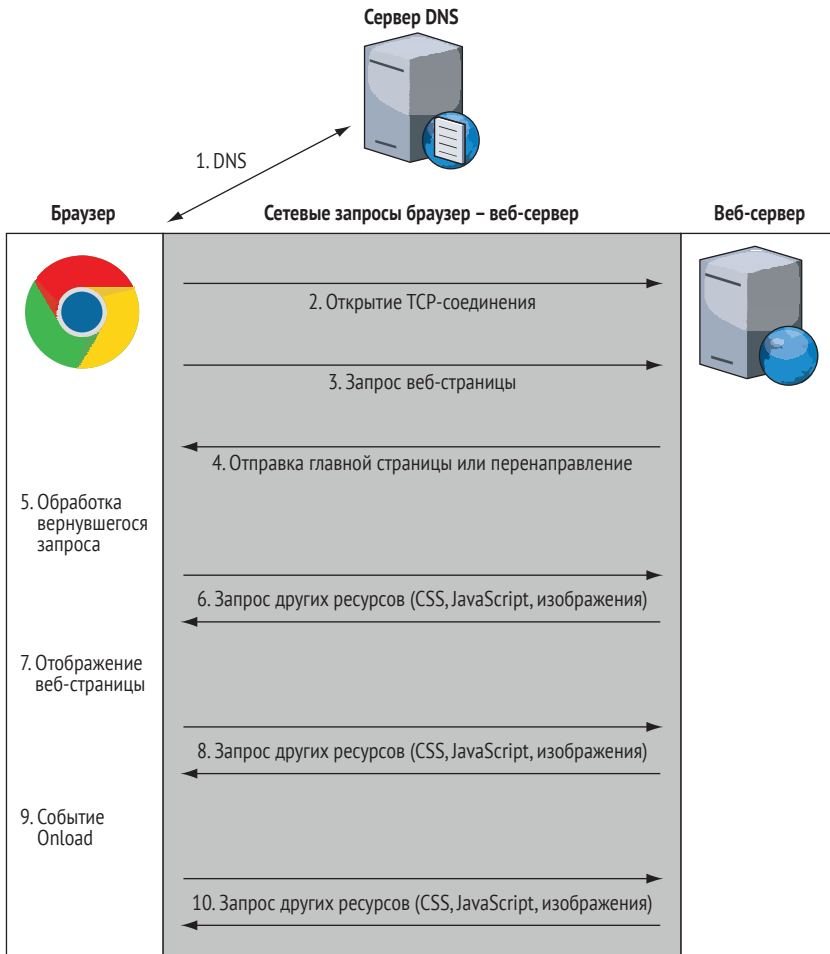 Сервер DNS
1. DNS
Браузер
Сетевые запросы браузер – веб-сервер
Веб-сервер
2. Открытие TCP-соединения
3. Запрос веб-страницы
4. Отправка главной страницы или перенаправление
5. Обработка
вернувшегося
запроса
6. Запрос других ресурсов (CSS, JavaScript, изображения)
7. Отображение
веб-страницы
8. Запрос других ресурсов (CSS, JavaScript, изображения)
9. Событие
Onload
10. Запрос других ресурсов (CSS, JavaScript, изображения)